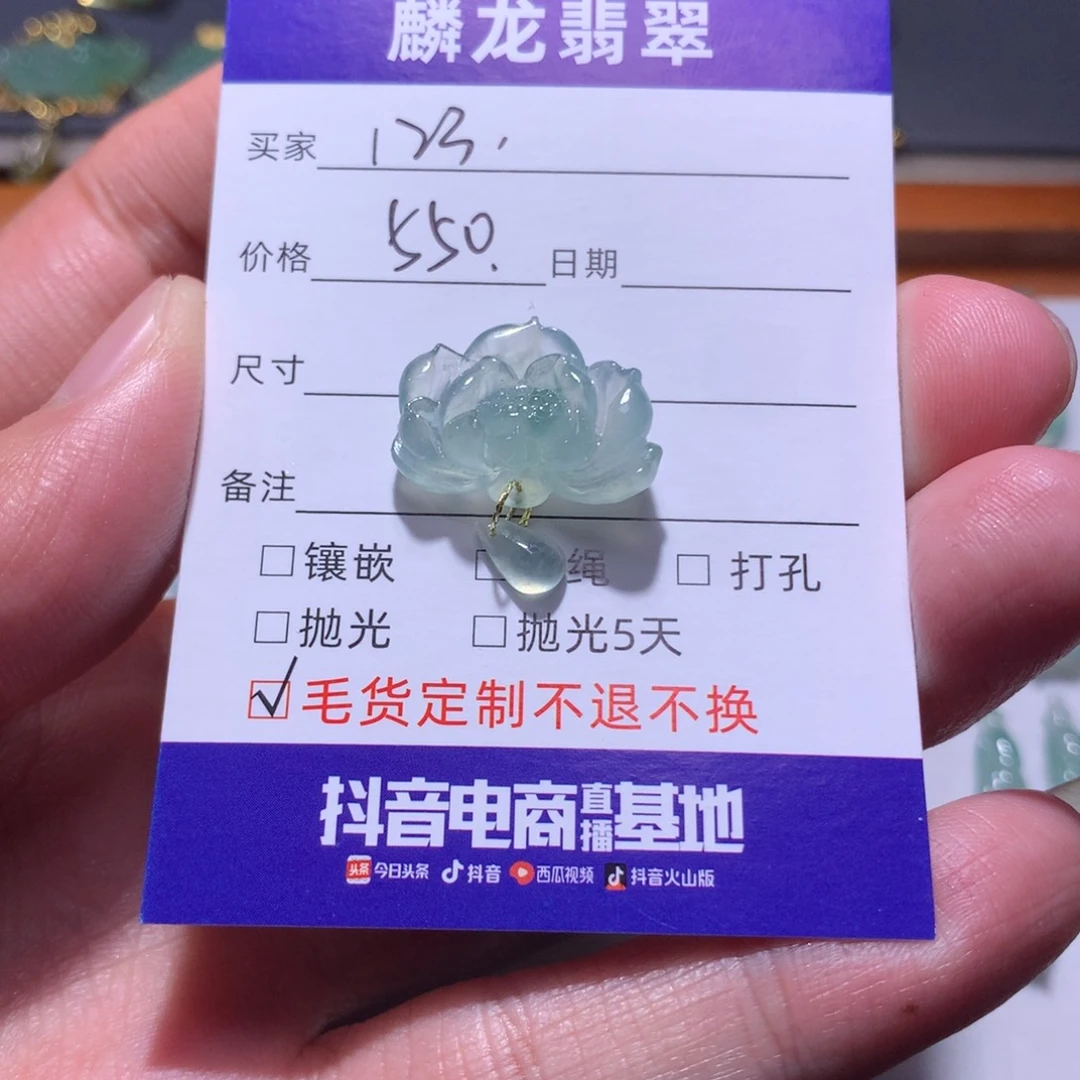 麟龙翡翠
买家 123.
价格 550. 日期
尺寸
备注
□镶嵌 □ 绳 □ 打孔
□抛光 □抛光5天
☑毛货定制不退不换
抖音电商直播基地
头条 今日头条 抖音 西瓜视频 抖音火山版